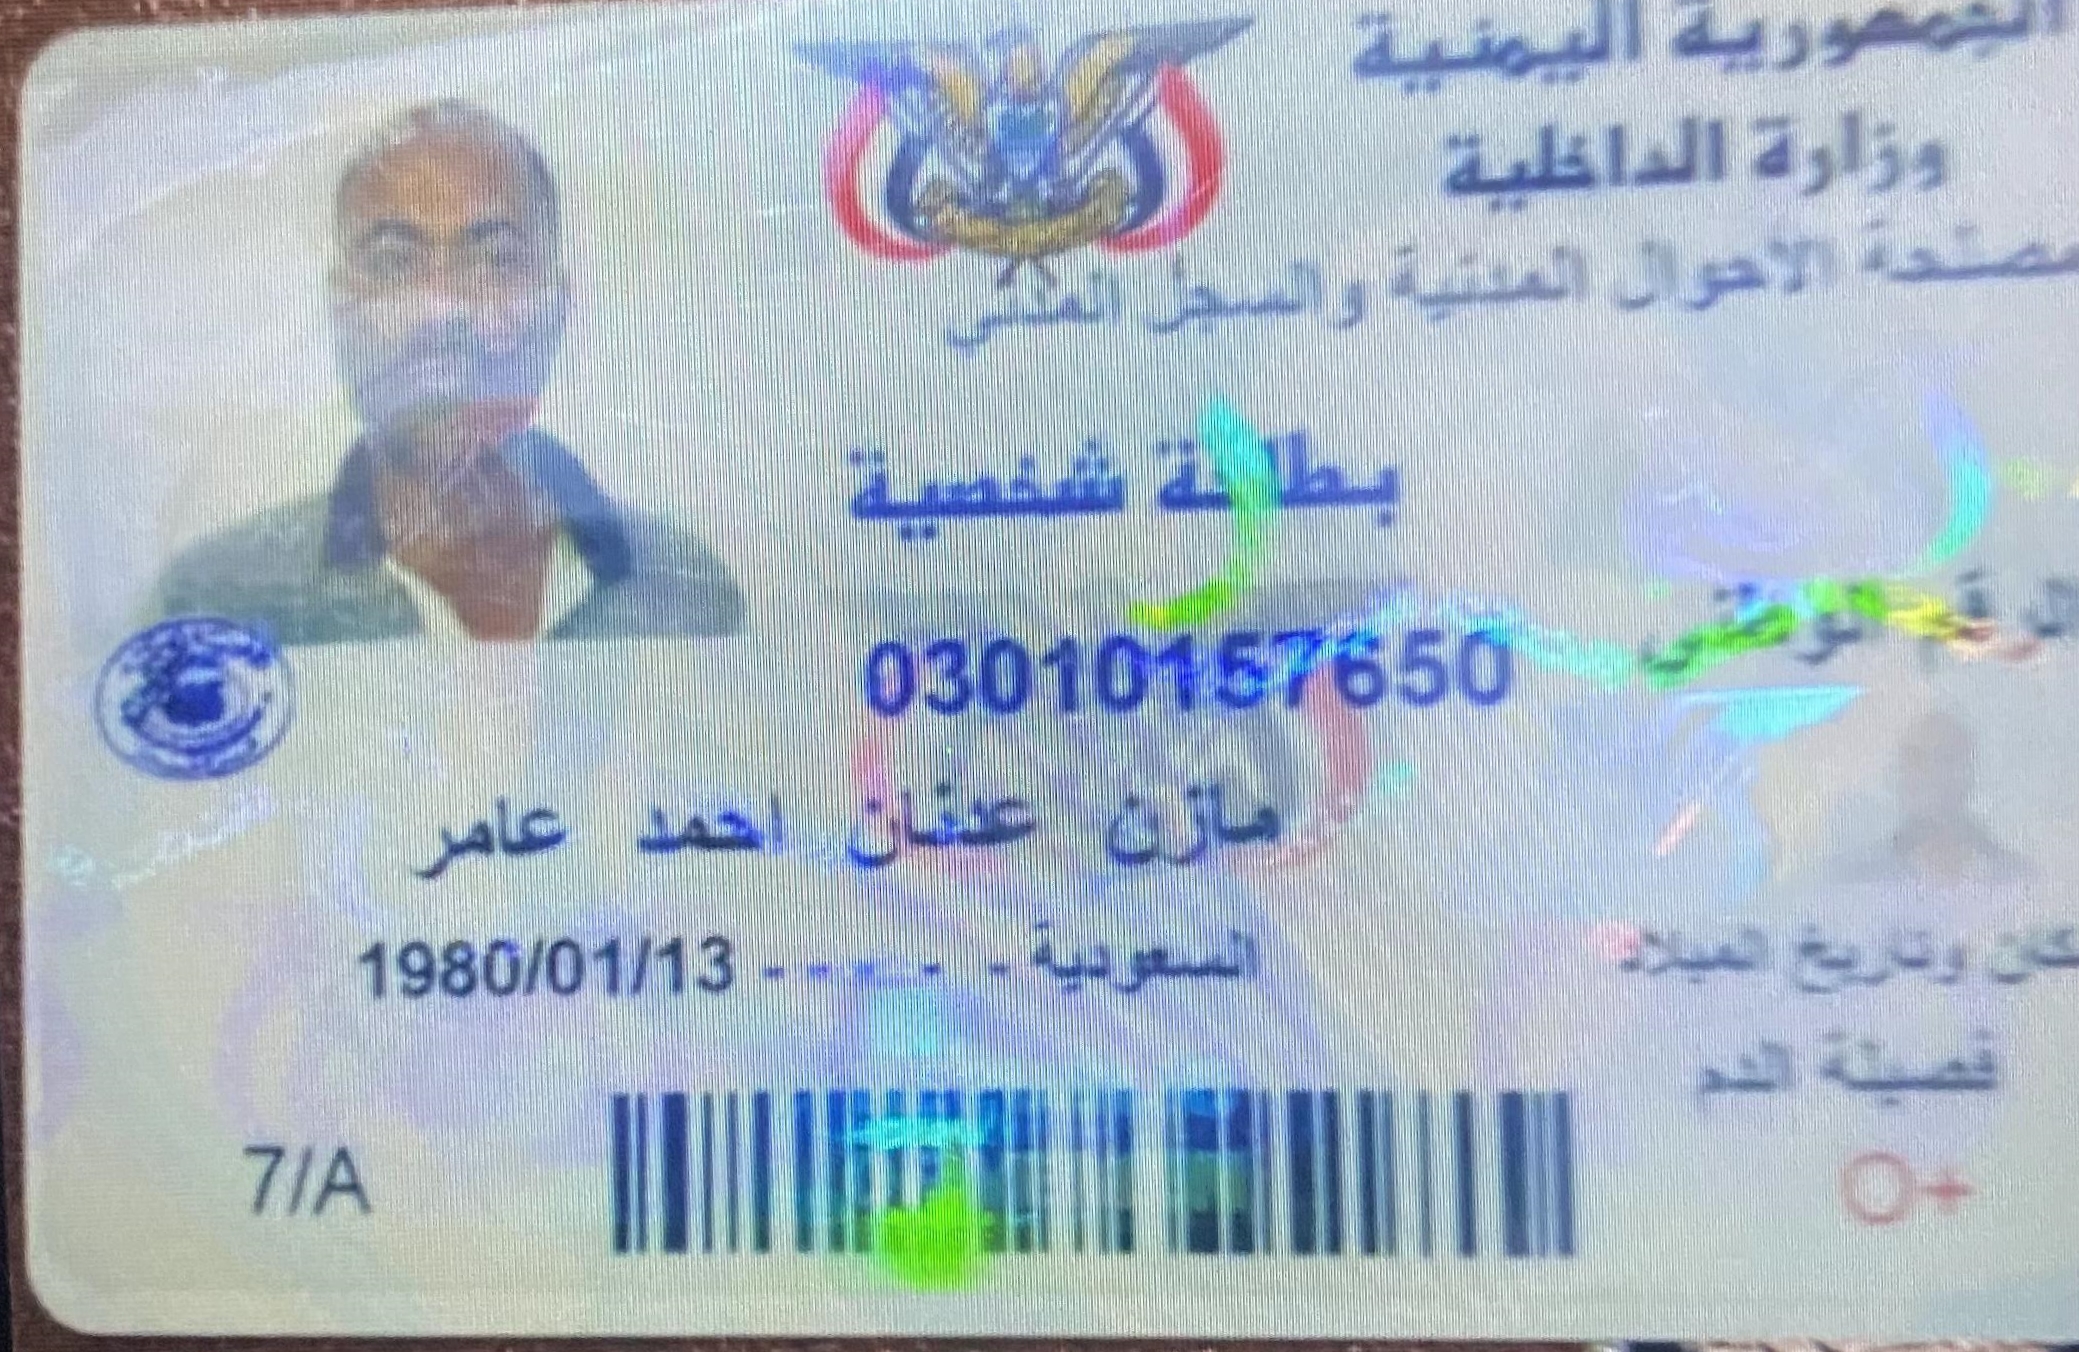 الجمهورية اليمنية
وزارة الداخلية
مصلحة الاحوال المدنية والسجل المدني
بطاقة شخصية
الرقم الوطني 03010157650
مازن عدنان احمد عامر
مكان وتاريخ الميلاد السعودية - - - - - 1980/01/13
فصيلة الدم
O+
7/A